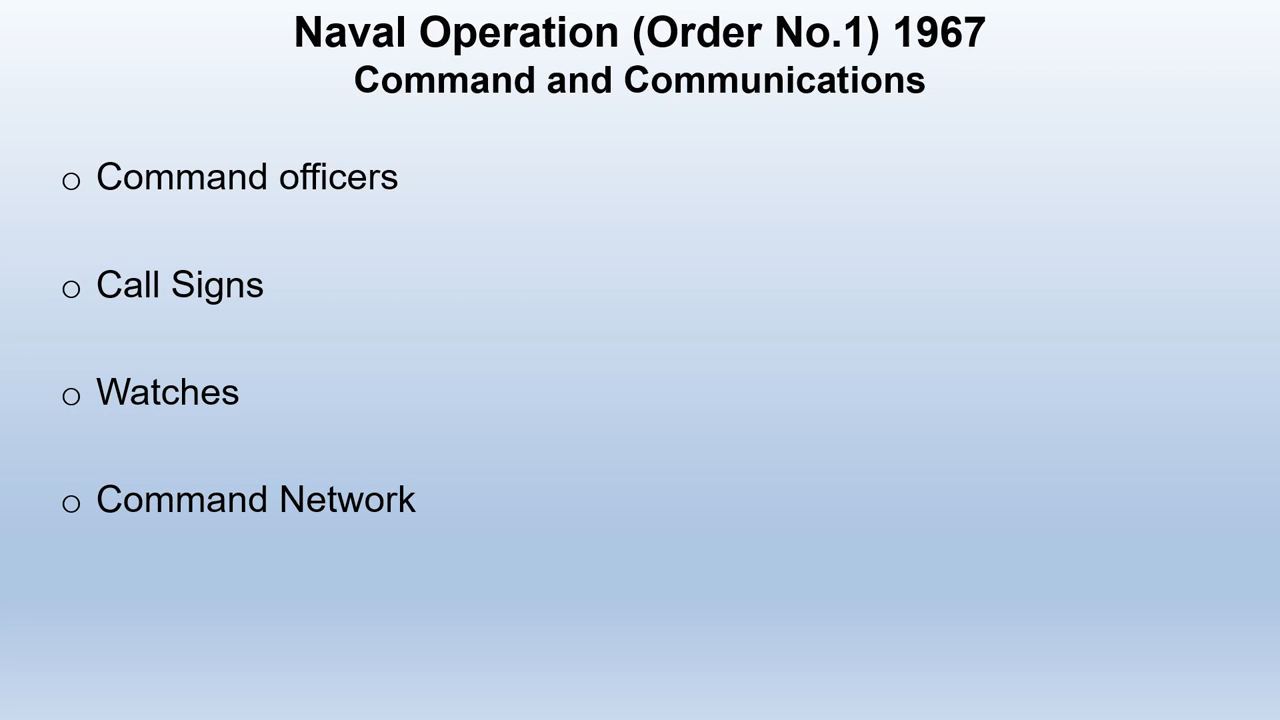 Naval Operation (Order No.1) 1967
Command and Communications
o Command officers
o Call Signs
o Watches
o Command Network